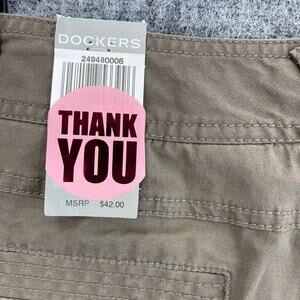 DOCKERS
249480006
THANK
YOU
MSRP $42.00